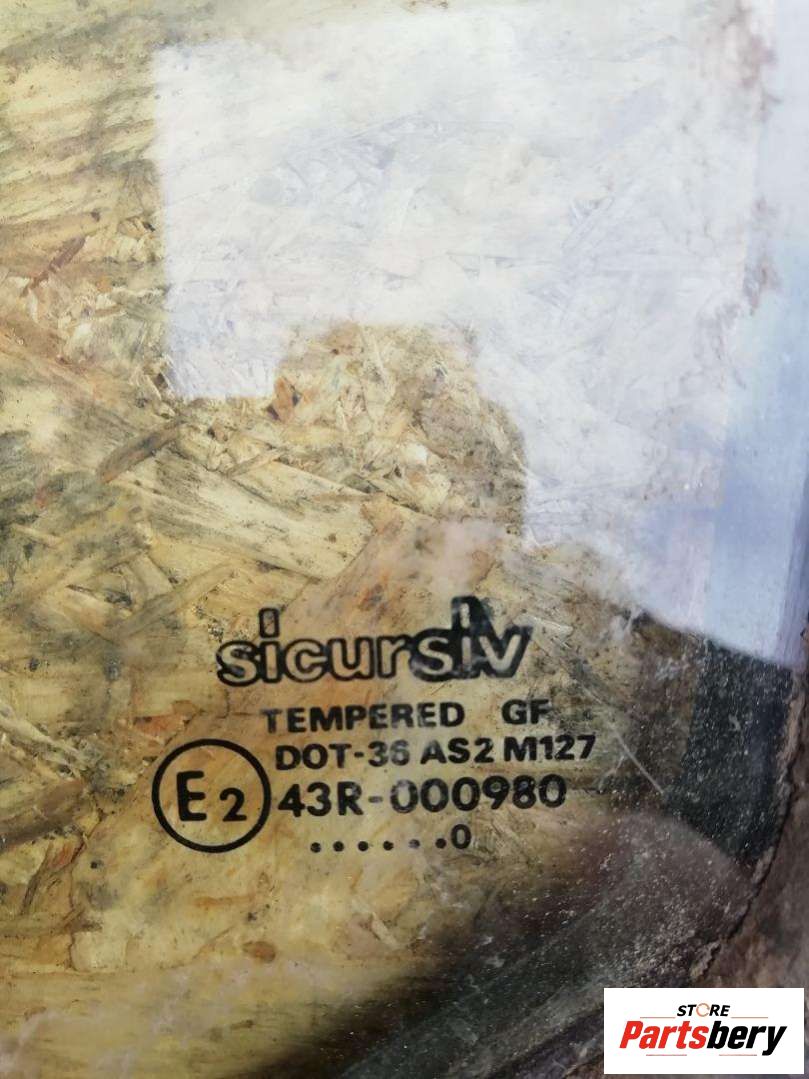 sicursiv
TEMPERED GF
DOT-36 AS2 M127
E2 43R-000980
.......0
STORE
Partsbery